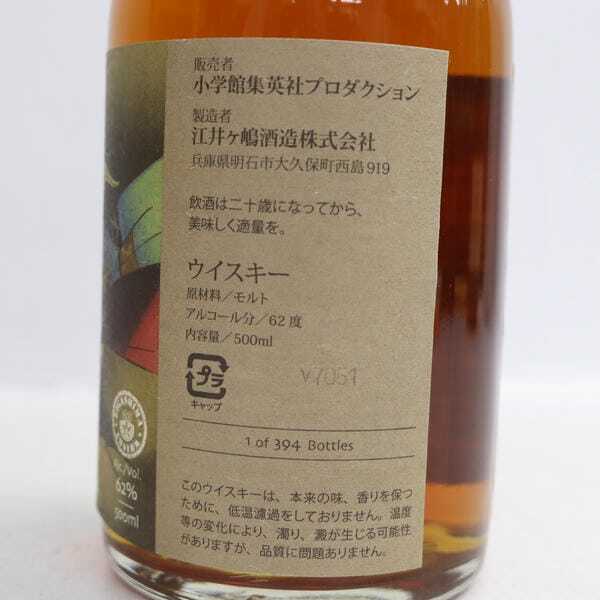 販売者
小学館集英社プロダクション
製造者
江井ヶ嶋酒造株式会社
兵庫県明石市大久保町西島919
飲酒は二十歳になってから、
美味しく適量を。
ウイスキー
原材料／モルト
アルコール分／62度
内容量／500ml
プラ
キャップ
V7051
1 of 394 Bottles
このウイスキーは、本来の味、香りを保つ
ために、低温濾過をしておりません。温度
等の変化により、濁り、澱が生じる可能性
がありますが、品質に問題ありません。
Alc./Vol.
62%
500ml